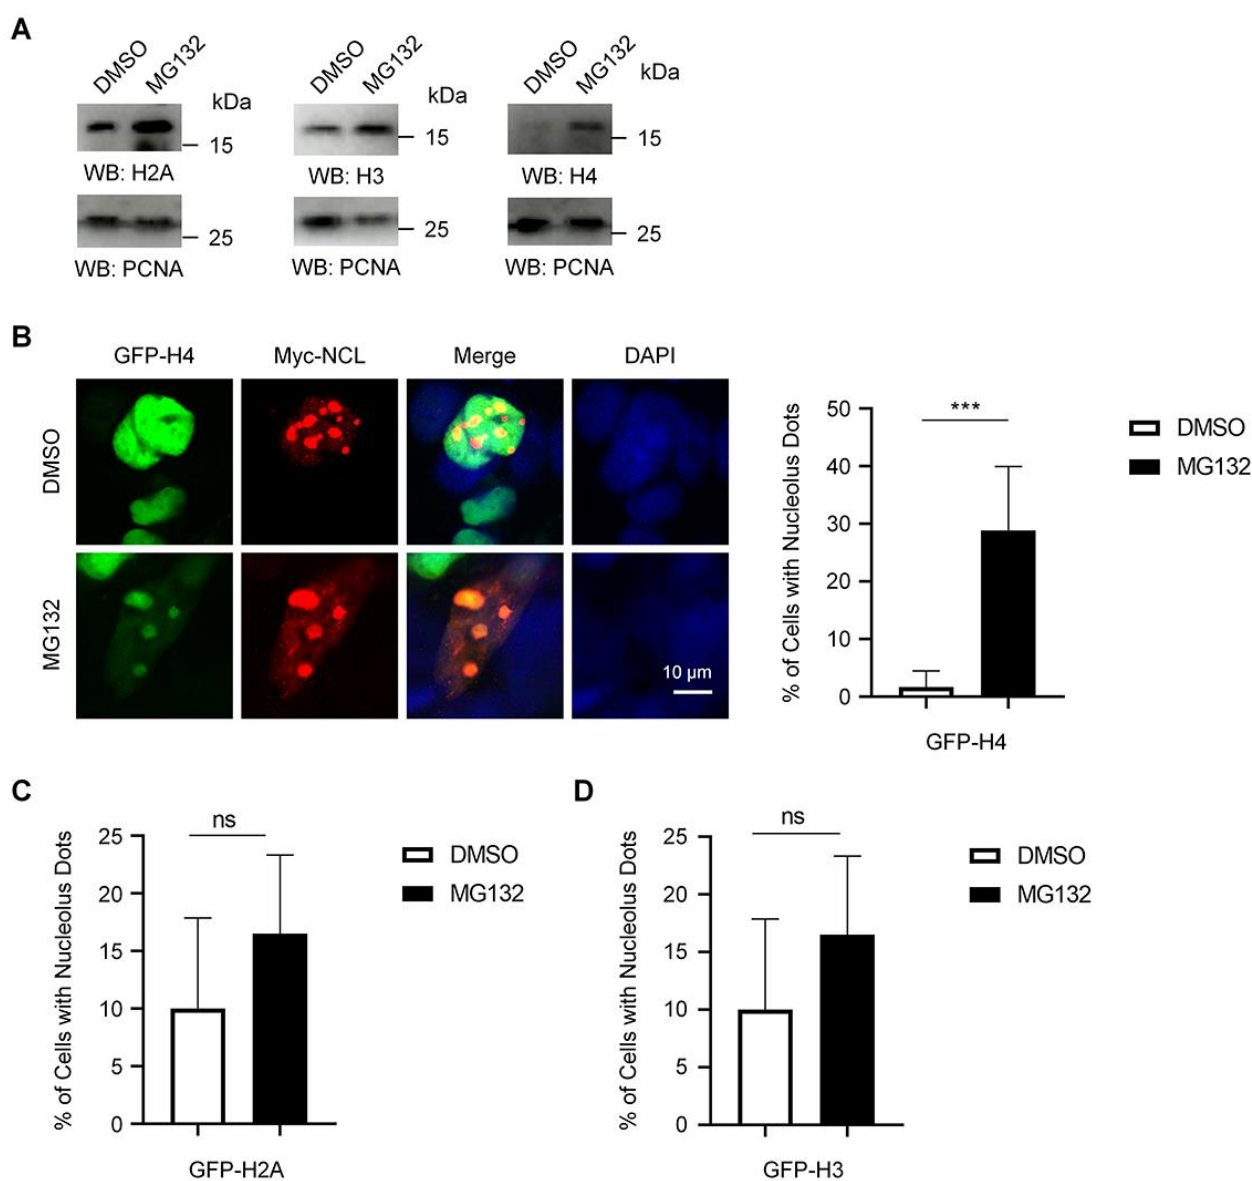 A
DMSO MG132 kDa
DMSO MG132 kDa
DMSO MG132 kDa
15
15
15
WB: H2A
WB: H3
WB: H4
25
25
25
WB: PCNA
WB: PCNA
WB: PCNA
B
GFP-H4 Myc-NCL Merge DAPI
DMSO
MG132
10 µm
% of Cells with Nucleolus Dots
50
40
30
20
10
0
***
GFP-H4
DMSO
MG132
C
% of Cells with Nucleolus Dots
25
20
15
10
5
0
ns
GFP-H2A
DMSO
MG132
D
% of Cells with Nucleolus Dots
25
20
15
10
5
0
ns
GFP-H3
DMSO
MG132